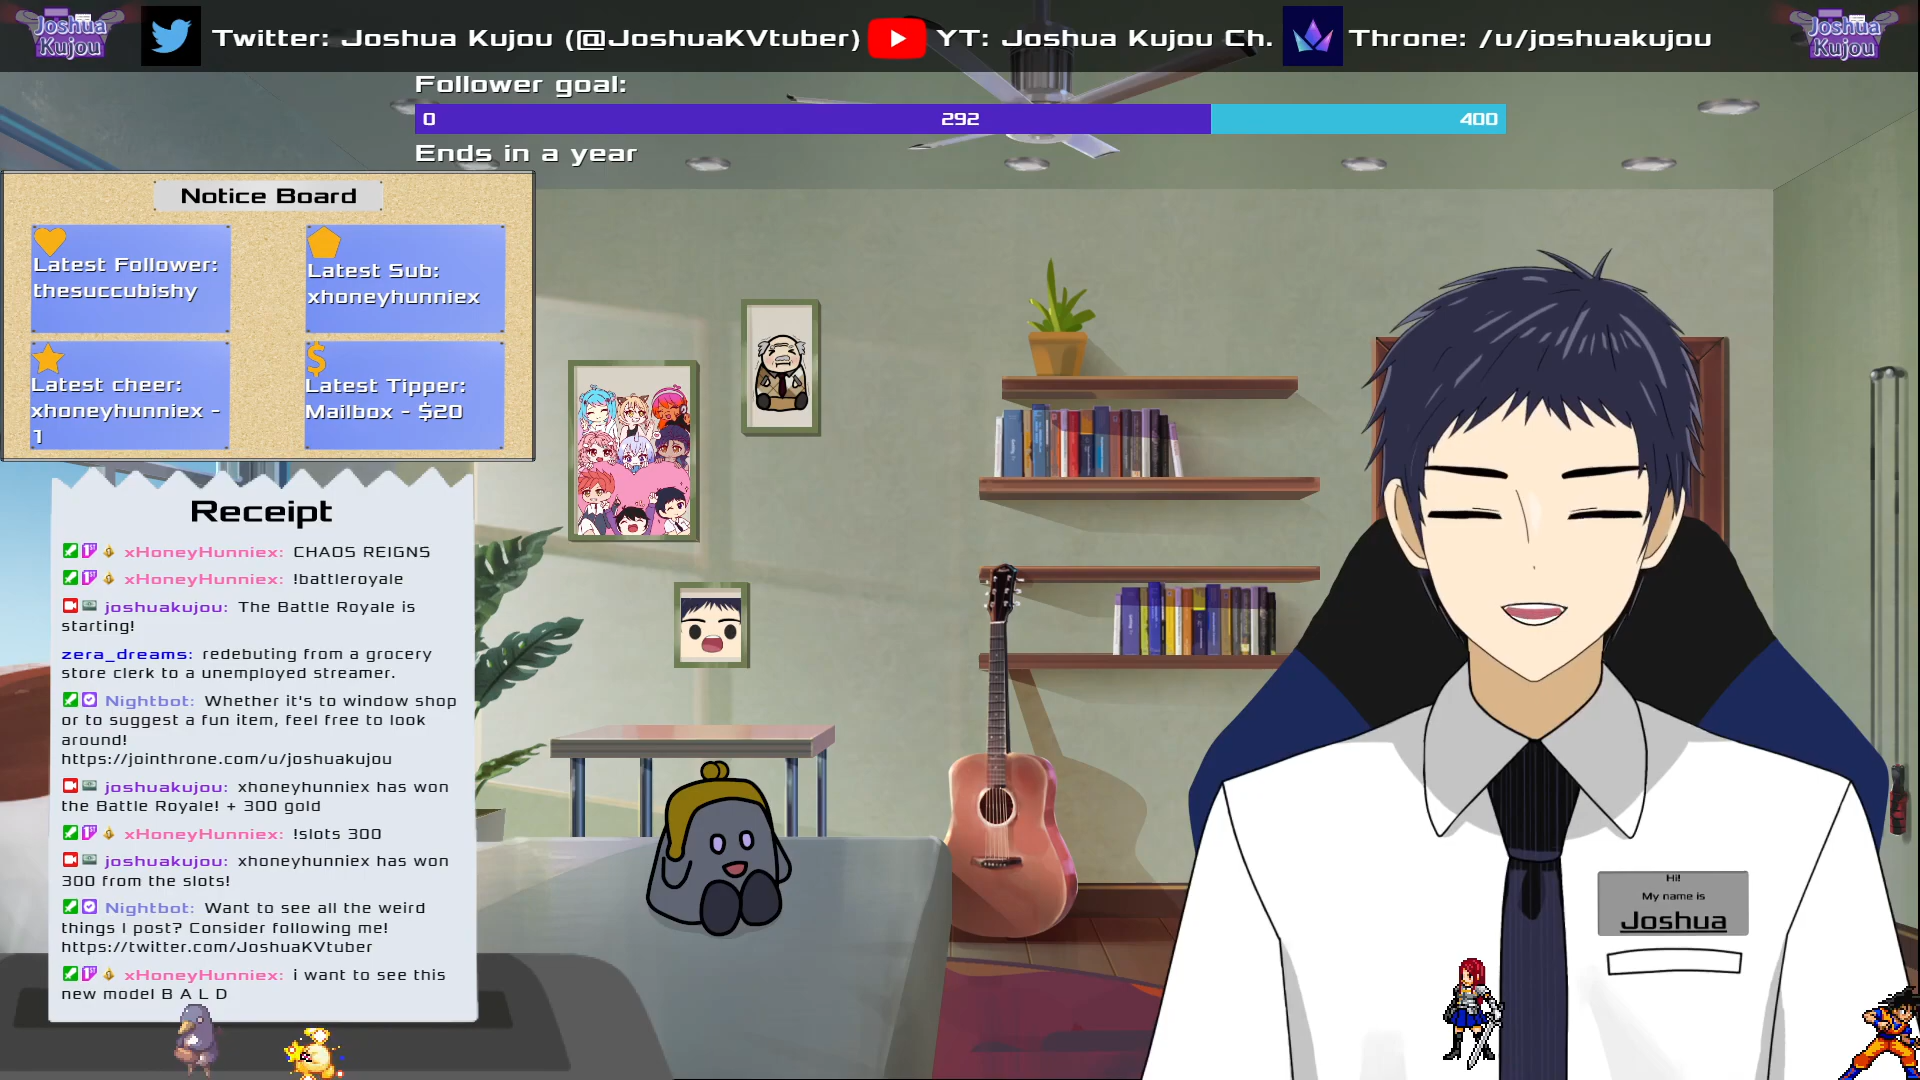 Joshua
Kujou
Twitter: Joshua Kujou (@JoshuaKVtuber)
YT: Joshua Kujou Ch.
Throne: /u/joshuakujou
Joshua
Kujou
Follower goal:
0 292 400
Ends in a year
Notice Board
Latest Follower:
thesuccubishy
Latest Sub:
xhoneyhunniex
Latest cheer:
xhoneyhunniex -
1
Latest Tipper:
Mailbox - $20
Receipt
xHoneyHunniex: CHAOS REIGNS
xHoneyHunniex: !battleroyale
joshuakujou: The Battle Royale is
starting!
zera_dreams: redebuting from a grocery
store clerk to a unemployed streamer.
Nightbot: Whether it's to window shop
or to suggest a fun item, feel free to look
around!
https://jointhrone.com/u/joshuakujou
joshuakujou: xhoneyhunniex has won
the Battle Royale! + 300 gold
xHoneyHunniex: !slots 300
joshuakujou: xhoneyhunniex has won
300 from the slots!
Nightbot: Want to see all the weird
things I post? Consider following me!
https://twitter.com/JoshuaKVtuber
xHoneyHunniex: i want to see this
new model B A L D
Hi!
My name is
Joshua